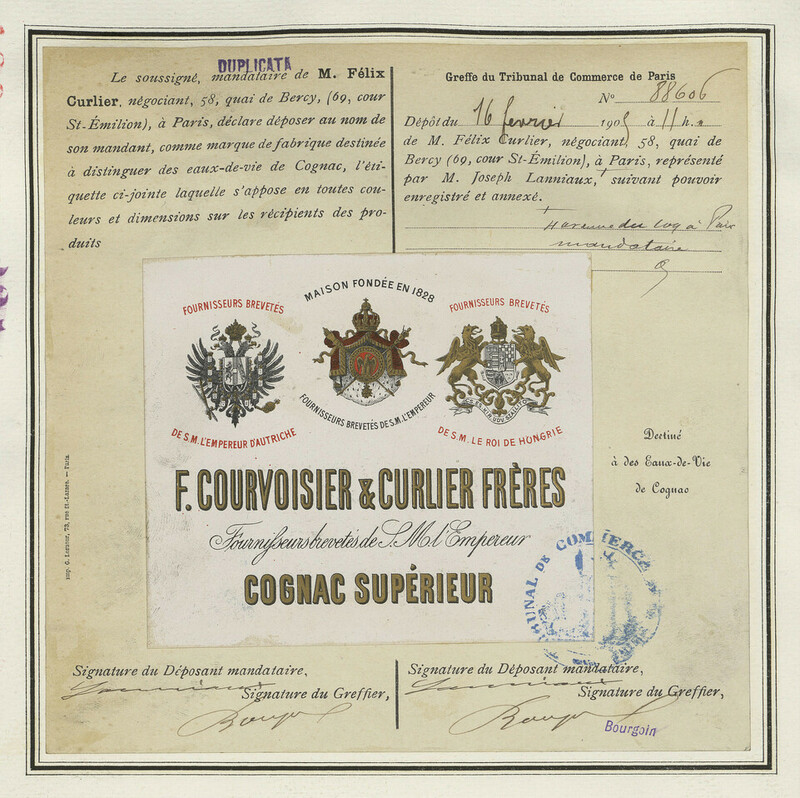 DUPLICATA
Le soussigné, mandataire de M. Félix
Curlier, négociant, 58, quai de Bercy, (69, cour
St-Émilion), à Paris, déclare déposer au nom de
son mandant, comme marque de fabrique destinée
à distinguer des eaux-de-vie de Cognac, l'éti-
quette ci-jointe laquelle s'appose en toutes cou-
leurs et dimensions sur les récipients des pro-
duits
Greffe du Tribunal de Commerce de Paris
No 88606
Dépôt du 16 fevrier 1905 à 11 h.
de M. Félix Curlier, négociant, 58, quai de
Bercy (69, cour St-Émilion), à Paris, représenté
par M. Joseph Lanniaux, suivant pouvoir
enregistré et annexé.
du coq à Paris
mandataire
MAISON FONDÉE EN 1828
FOURNISSEURS BREVETÉS
FOURNISSEURS BREVETÉS
FOURNISSEURS BREVETÉS DE S.M. L'EMPEREUR
DE S.M. L'EMPEREUR D'AUTRICHE
DE S.M. LE ROI DE HONGRIE
F. COURVOISIER & CURLIER FRÈRES
Fournisseurs brevetés de S. M. l'Empereur
COGNAC SUPÉRIEUR
Destiné
à des Eaux-de-Vie
de Cognac
TRIBUNAL DE COMMERCE
PARIS
Signature du Déposant mandataire,
Signature du Greffier,
Signature du Déposant mandataire,
Signature du Greffier,
Bourgoin